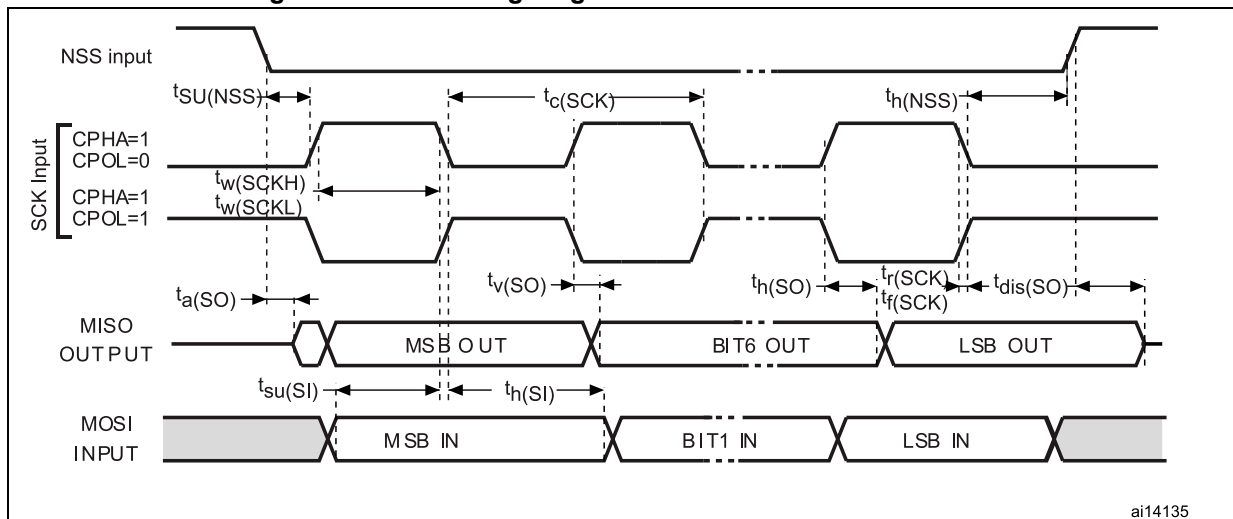 NSS input
tSU(NSS)
tc(SCK)
th(NSS)
SCK Input
CPHA=1
CPOL=0
tw(SCKH)
CPHA=1
tw(SCKL)
CPOL=1
ta(SO)
tv(SO)
th(SO)
tr(SCK)
tf(SCK)
tdis(SO)
MISO
OUTPUT
MSB OUT
BIT6 OUT
LSB OUT
tsu(SI)
th(SI)
MOSI
INPUT
MSB IN
BIT1 IN
LSB IN
ai14135